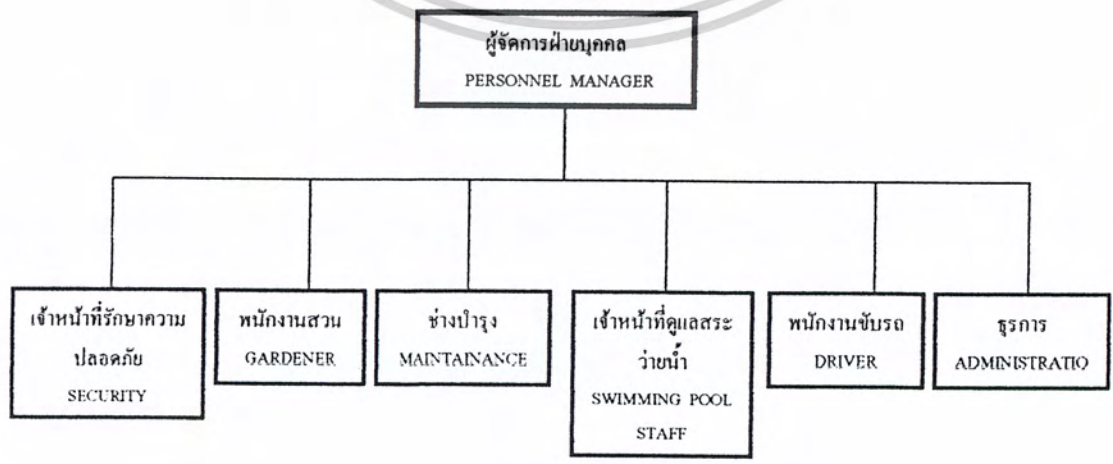 ผู้จัดการฝ่ายบุคคล
PERSONNEL MANAGER
เจ้าหน้าที่รักษาความ
ปลอดภัย
SECURITY
พนักงานสวน
GARDENER
ช่างบำรุง
MAINTAINANCE
เจ้าหน้าที่ดูแลสระ
ว่ายน้ำ
SWIMMING POOL
STAFF
พนักงานขับรถ
DRIVER
ธุรการ
ADMINISTRATIO